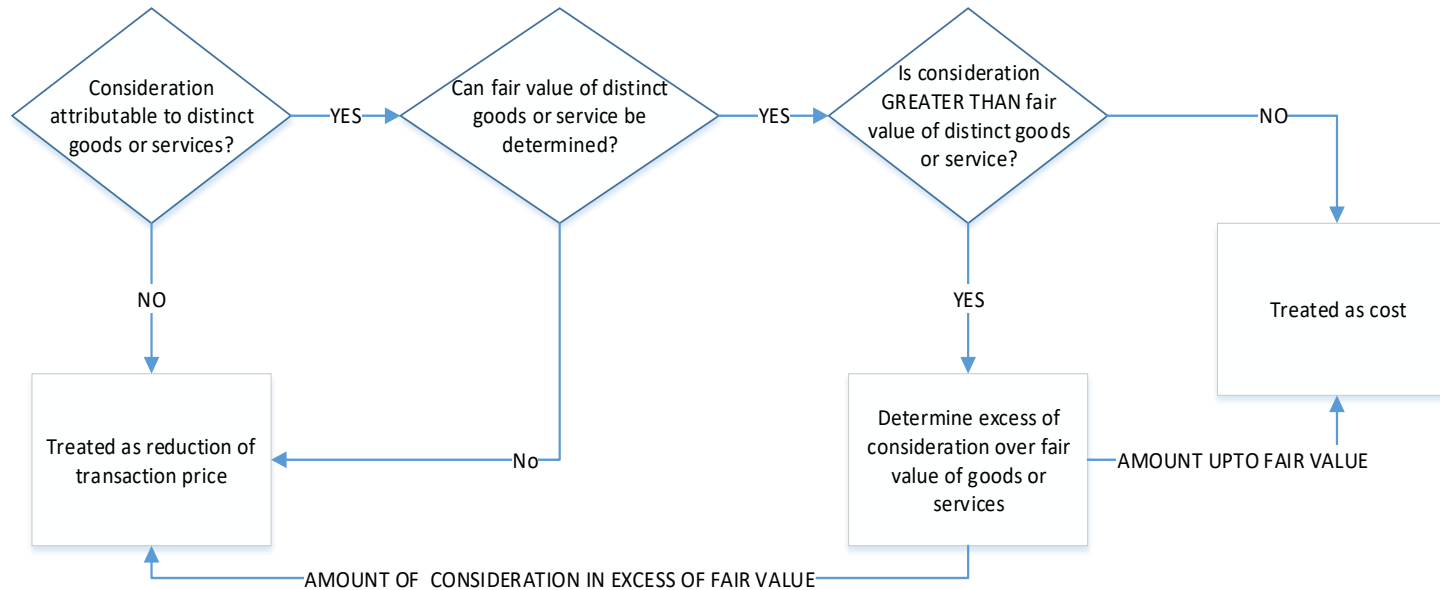 Consideration
attributable to distinct
goods or services?
YES
Can fair value of distinct
goods or service be
determined?
YES
Is consideration
GREATER THAN fair
value of distinct goods
or service?
NO
NO
YES
Treated as cost
Treated as reduction of
transaction price
No
Determine excess of
consideration over fair
value of goods or
services
AMOUNT UPTO FAIR VALUE
AMOUNT OF  CONSIDERATION IN EXCESS OF FAIR VALUE